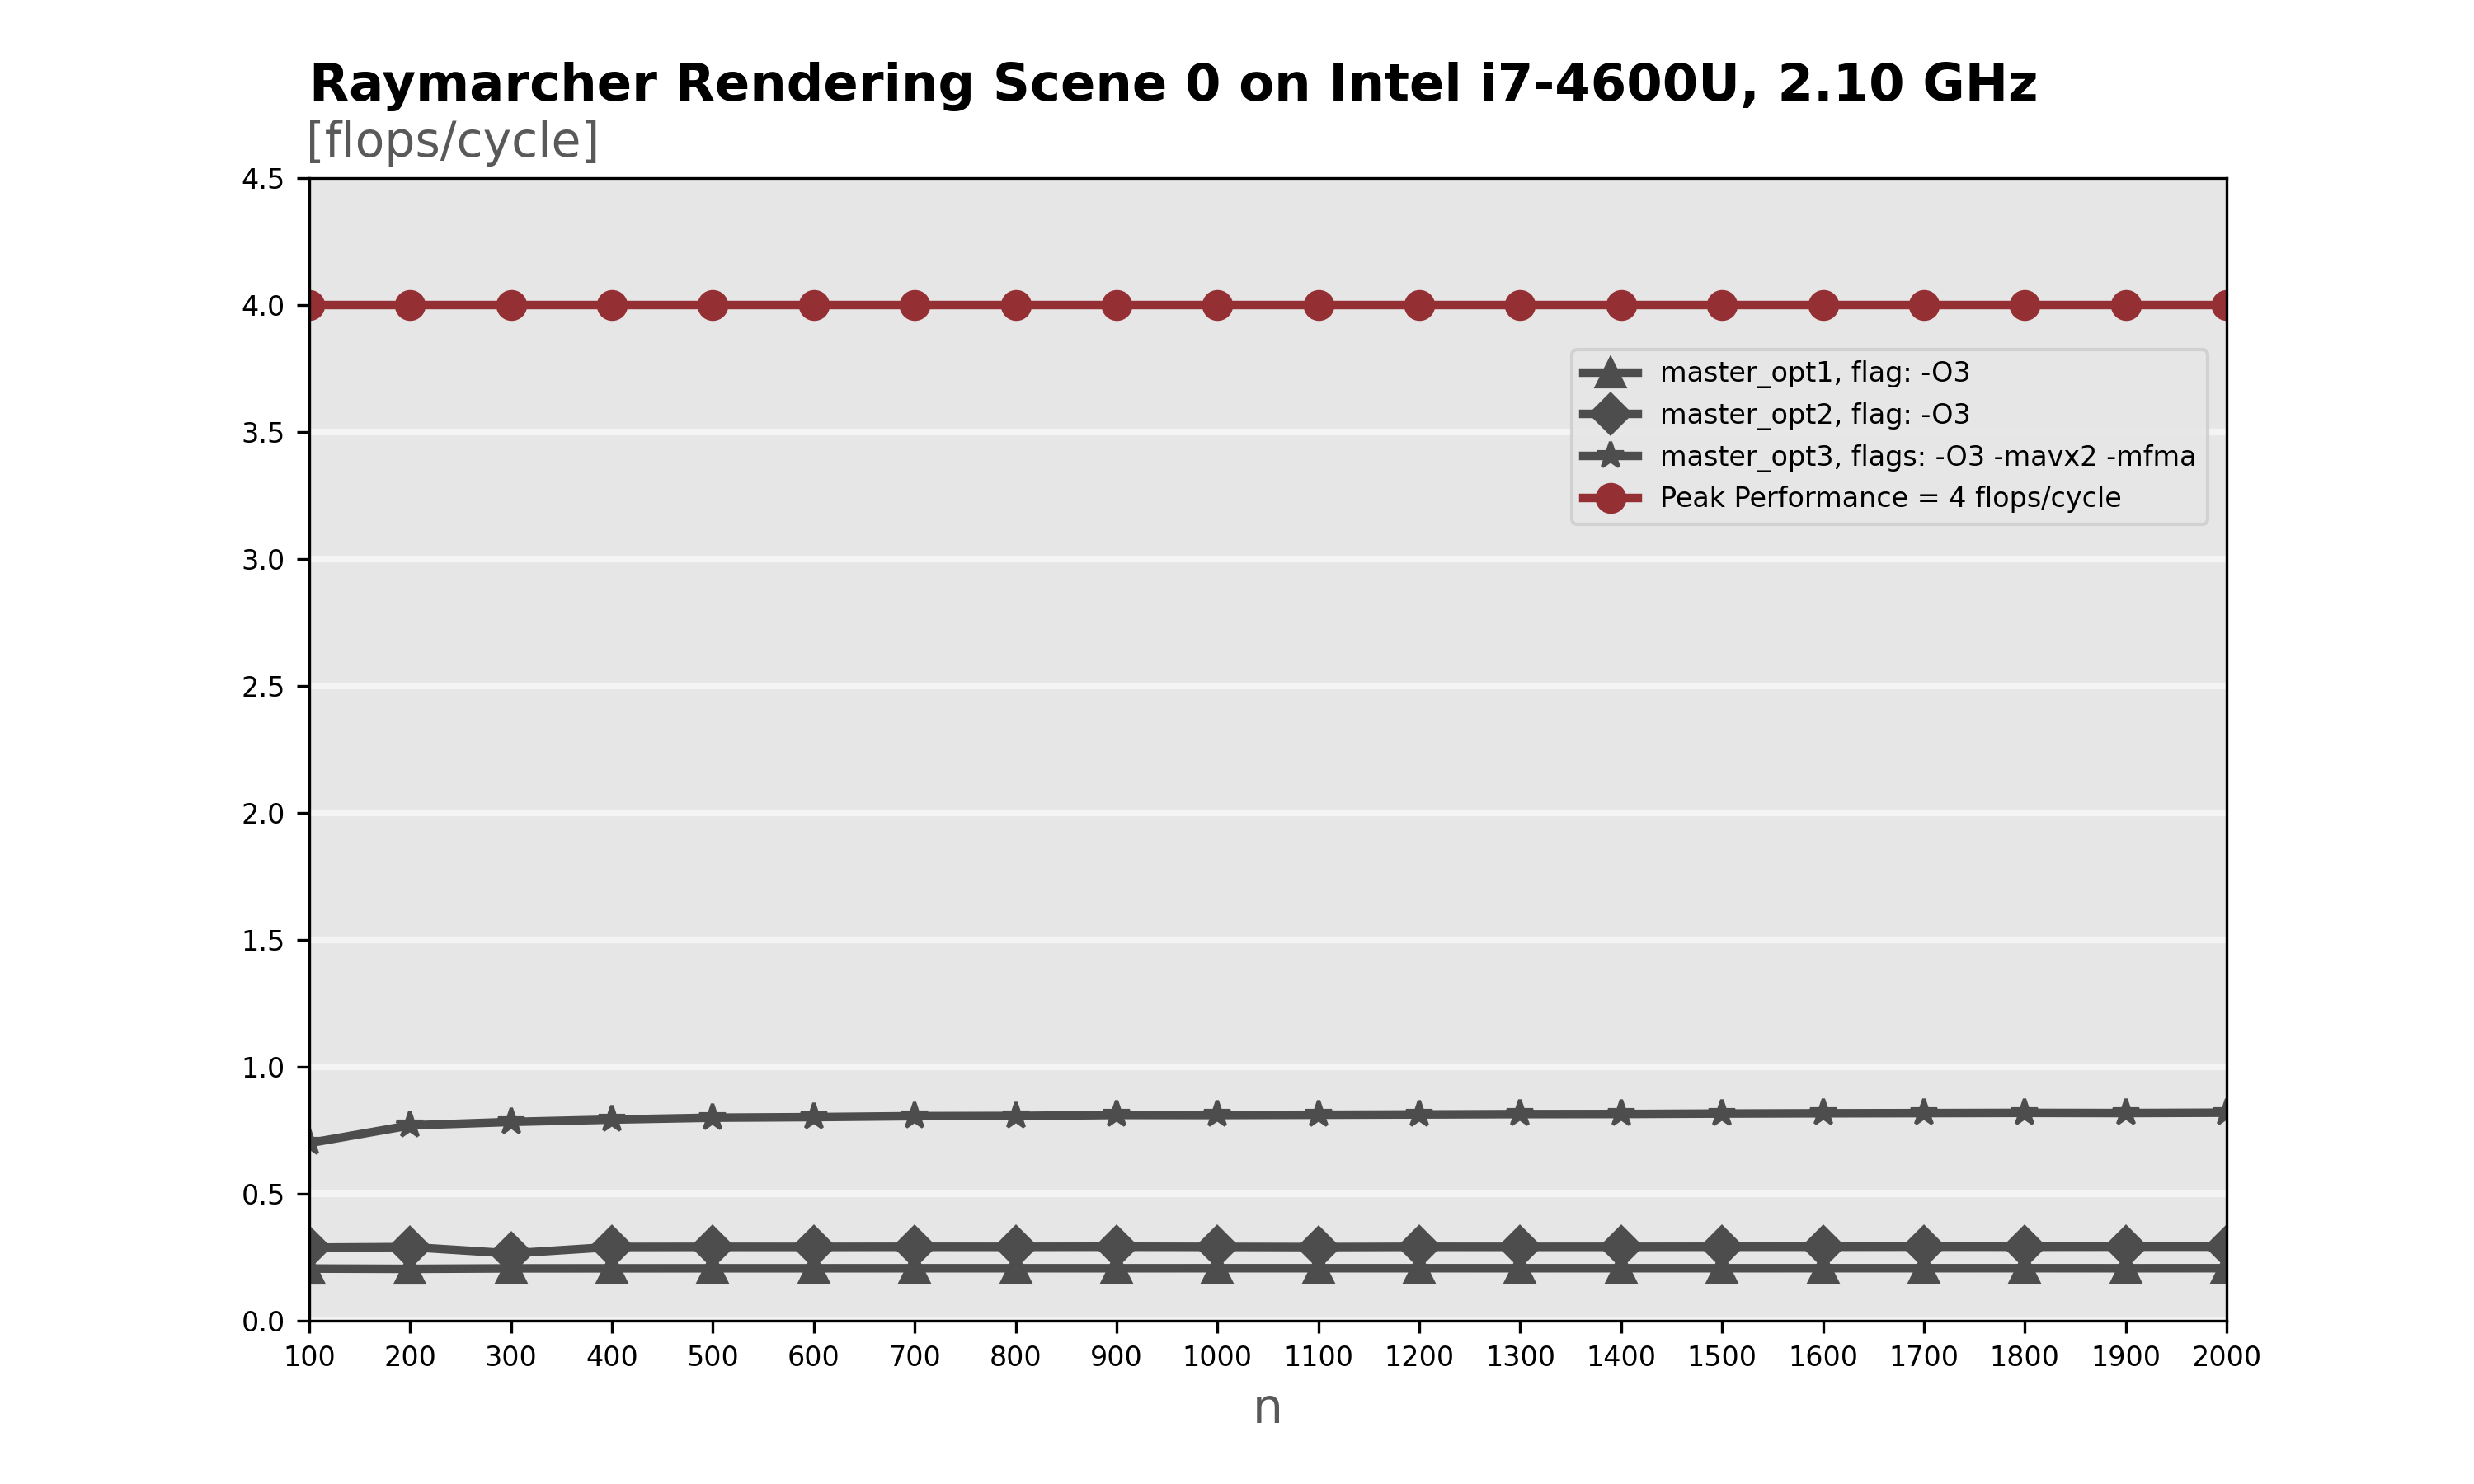 Raymarcher Rendering Scene 0 on Intel i7-4600U, 2.10 GHz
[flops/cycle]
4.5
4.0
3.5
3.0
2.5
2.0
1.5
1.0
0.5
0.0
master_opt1, flag: -O3
master_opt2, flag: -O3
master_opt3, flags: -O3 -mavx2 -mfma
Peak Performance = 4 flops/cycle
100 200 300 400 500 600 700 800 900 1000 1100 1200 1300 1400 1500 1600 1700 1800 1900 2000
n